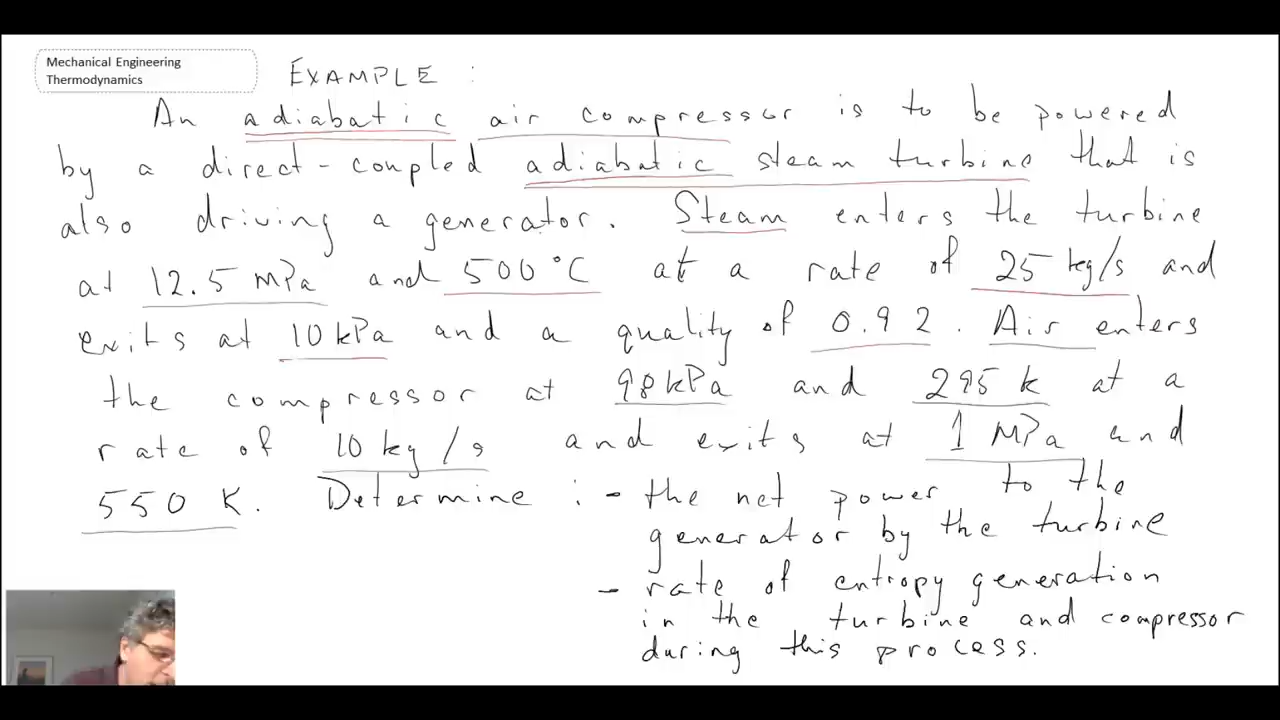 Mechanical Engineering
Thermodynamics
EXAMPLE :
An adiabatic air compressor is to be powered
by a direct-coupled adiabatic steam turbine that is
also driving a generator. Steam enters the turbine
at 12.5 MPa and 500 °C at a rate of 25 kg/s and
exits at 10 kPa and a quality of 0.92. Air enters
the compressor at 98 kPa and 295 K at a
rate of 10 kg/s and exits at 1 MPa and
550 K. Determine : - the net power to the
generator by the turbine
- rate of entropy generation
in the turbine and compressor
during this process.